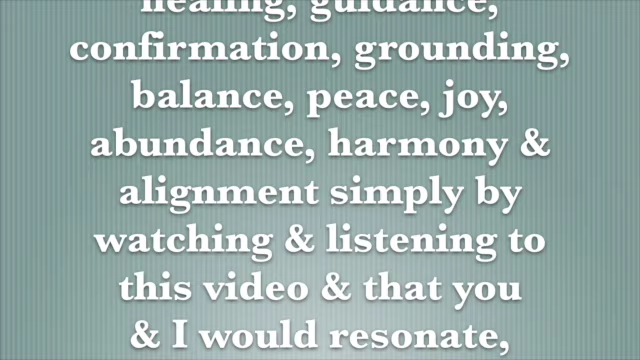 healing, guidance,
confirmation, grounding,
balance, peace, joy,
abundance, harmony &
alignment simply by
watching & listening to
this video & that you
& I would resonate,